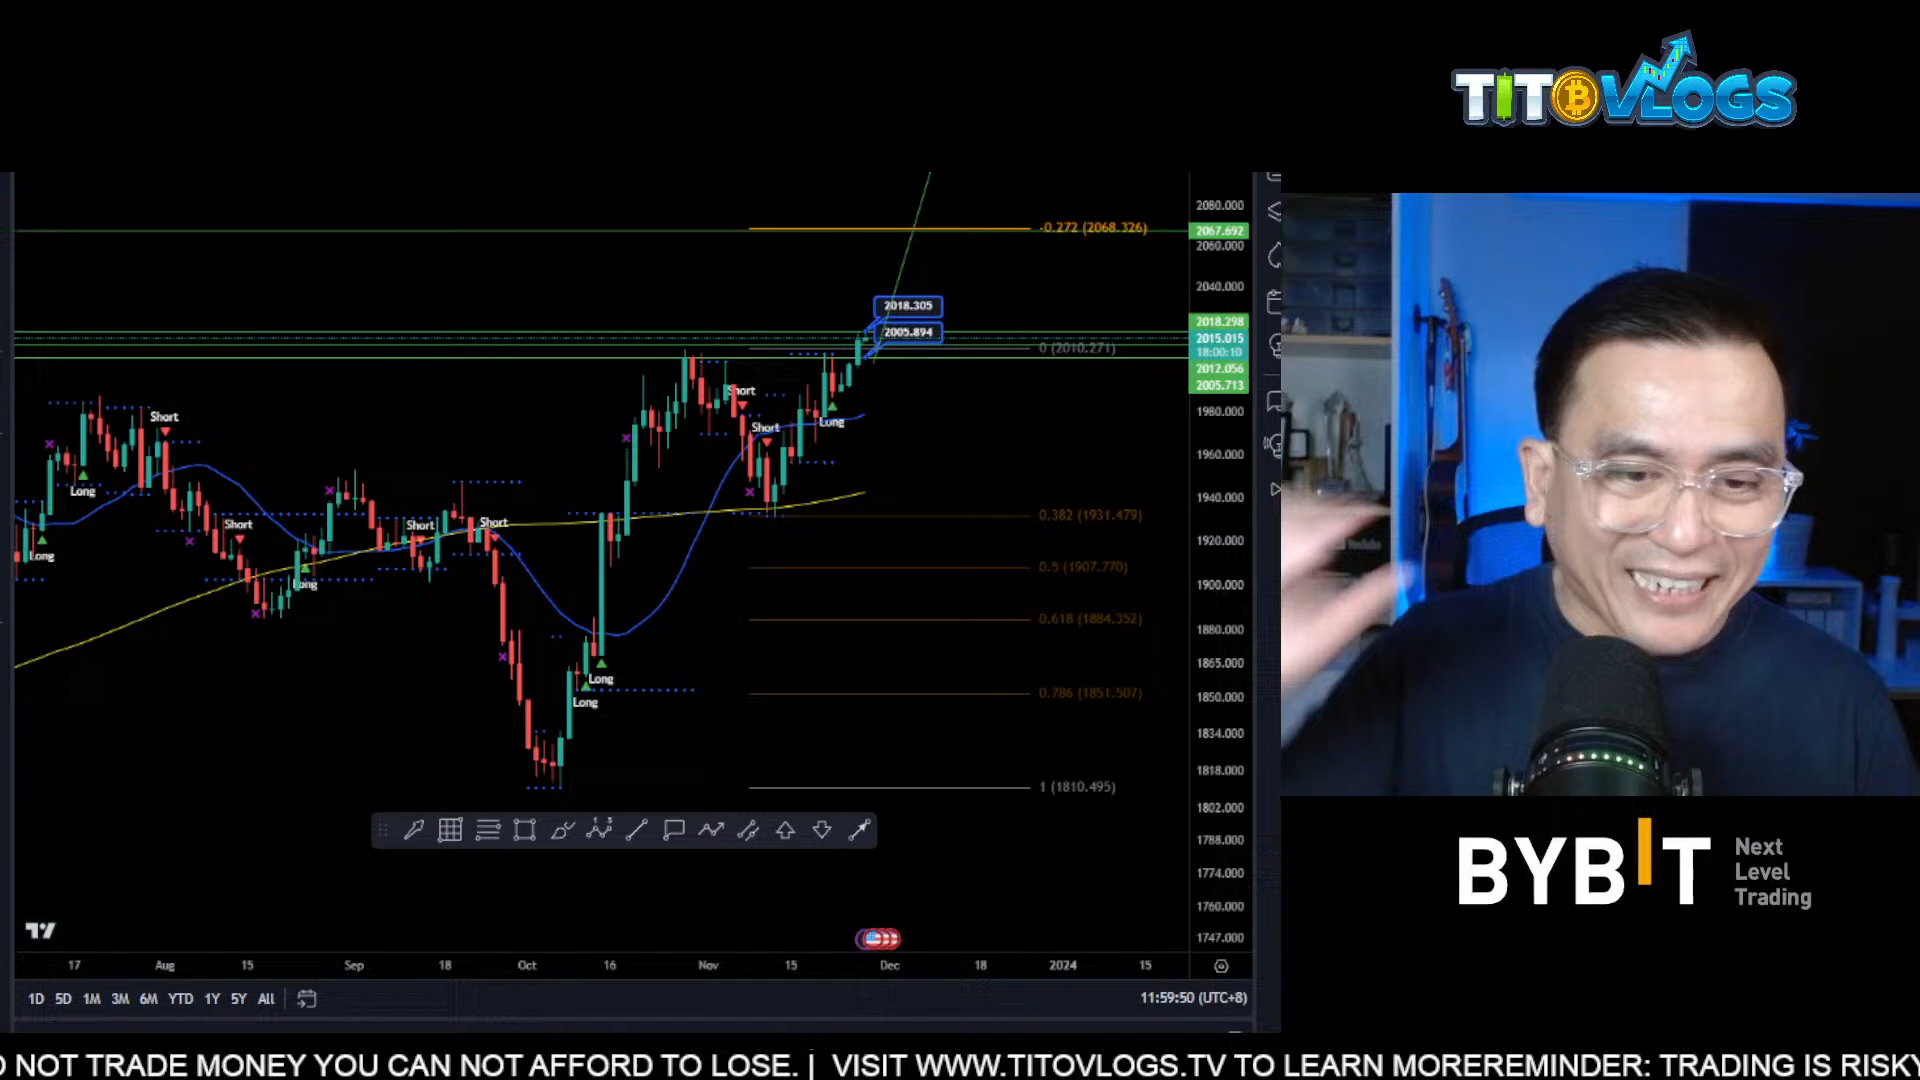 TITOVLOGS
2080.000
-0.272 (2068.326)
2067.692
2060.000
2040.000
2018.305
2018.298
2005.894
2015.015
0 (2010.271)
18:00:10
2012.056
2005.713
Short
1980.000
Short
Short
Long
1960.000
Long
1940.000
0.382 (1931.479)
Short
Short
Short
1920.000
Long
0.5 (1907.770)
1900.000
Long
0.618 (1884.352)
1880.000
1865.000
Long
0.786 (1851.507)
1850.000
Long
1834.000
1818.000
1 (1810.495)
1802.000
1788.000
1774.000
1760.000
1747.000
17 Aug 15 Sep 18 Oct 16 Nov 15 Dec 18 2024 15
1D 5D 1M 3M 6M YTD 1Y 5Y All
11:59:50 (UTC+8)
BYBIT
Next
Level
Trading
NOT TRADE MONEY YOU CAN NOT AFFORD TO LOSE. | VISIT WWW.TITOVLOGS.TV TO LEARN MOREREMINDER: TRADING IS RISKY